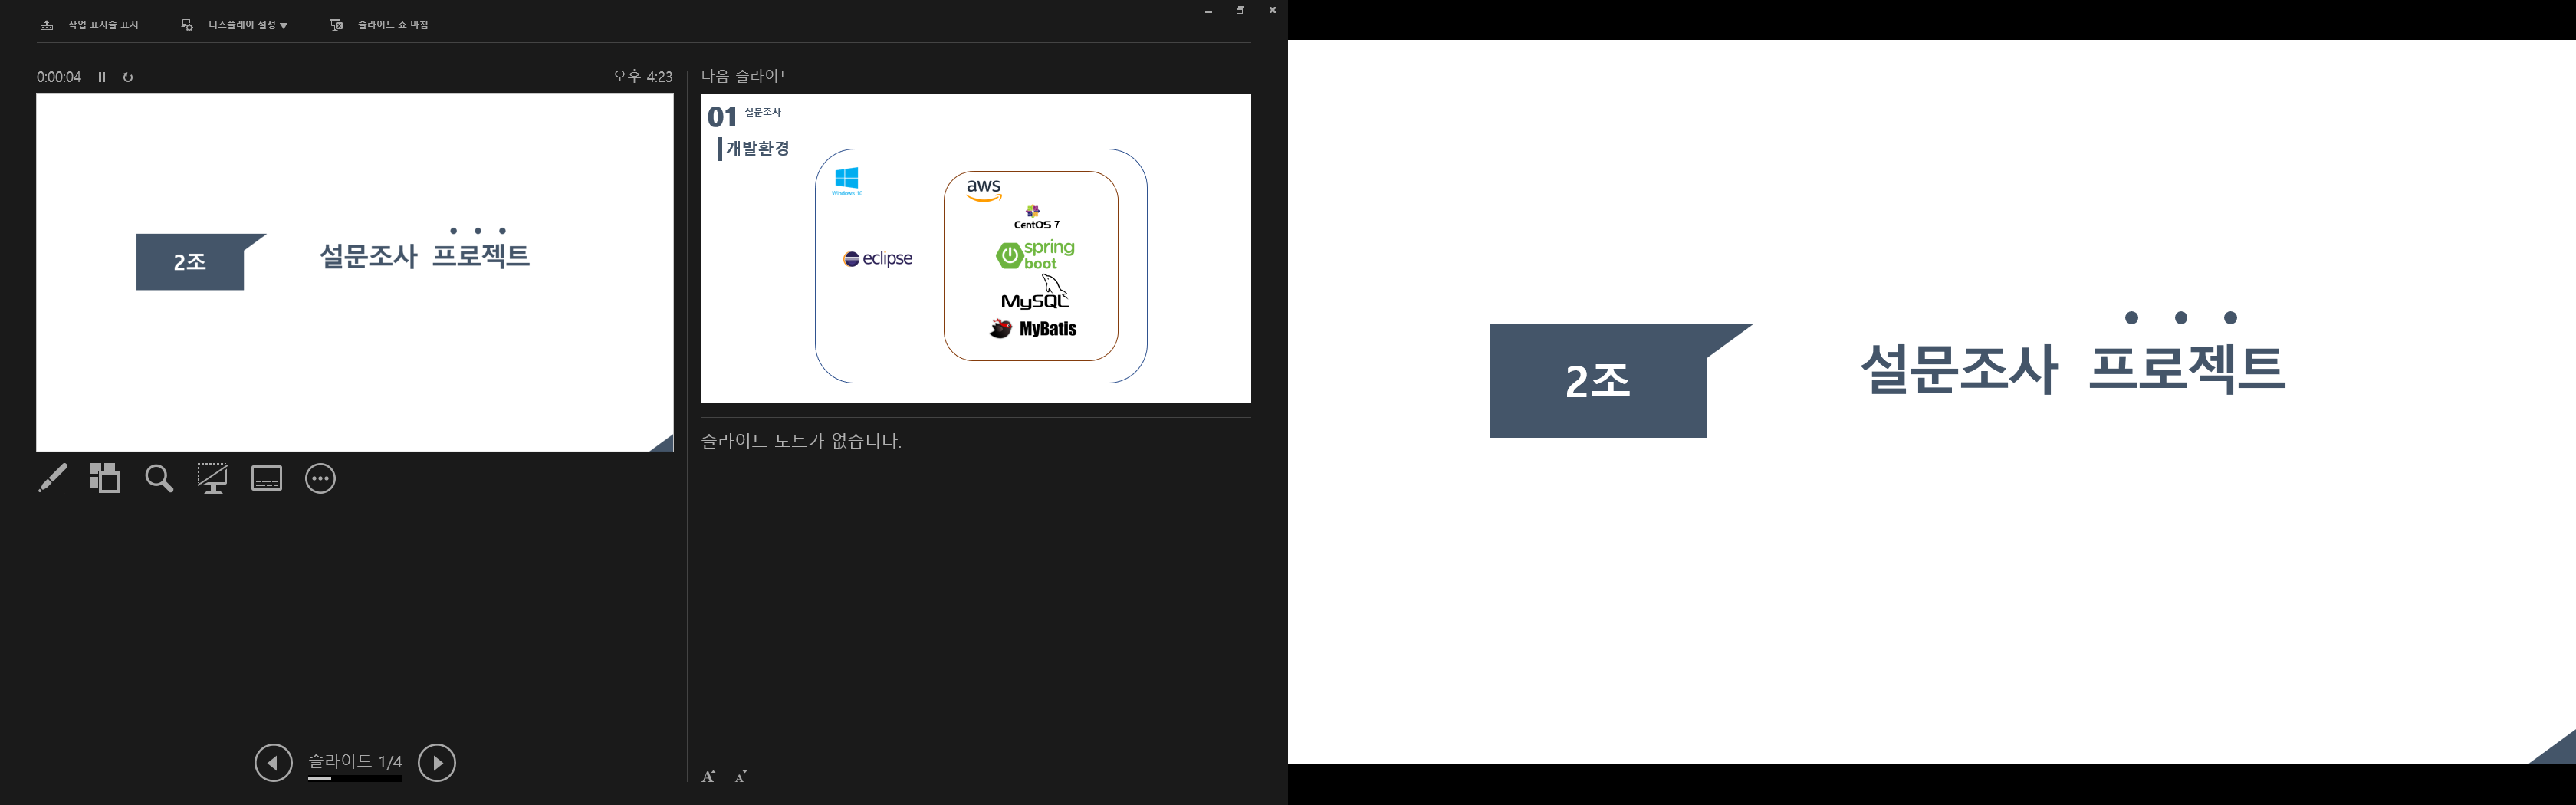 작업 표시줄 표시
디스플레이 설정
슬라이드 쇼 마침
0:00:04
오후 4:23
2조
설문조사 프로젝트
다음 슬라이드
01
설문조사
개발환경
Windows 10
aws
CentOS 7
eclipse
spring
boot
MySQL
MyBatis
슬라이드 노트가 없습니다.
슬라이드 1/4
A
A
2조
설문조사 프로젝트